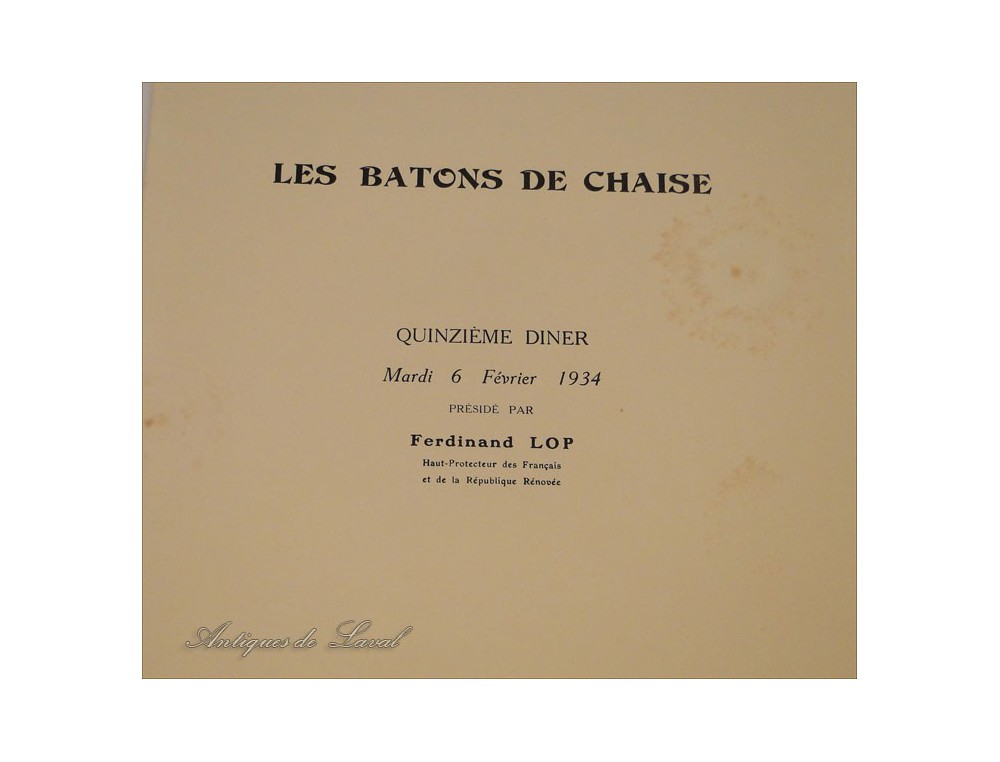 LES BATONS DE CHAISE
QUINZIÈME DINER
Mardi 6 Février 1934
PRÉSIDÉ PAR
Ferdinand LOP
Haut-Protecteur des Français
et de la République Rénovée
Antiques de Laval